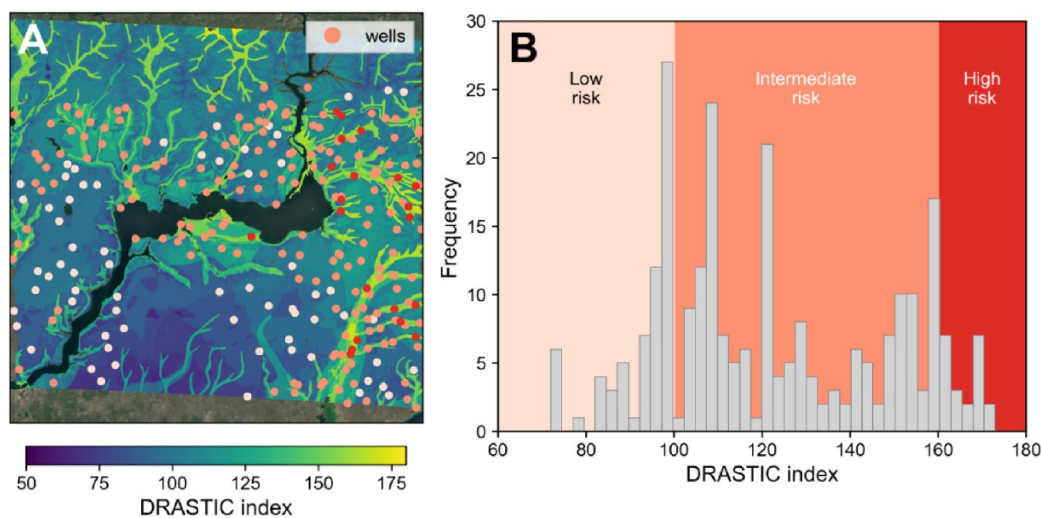 A
wells
50 75 100 125 150 175
DRASTIC index
B
Low
risk
Intermediate
risk
High
risk
30
25
20
15
10
5
0
Frequency
60 80 100 120 140 160 180
DRASTIC index